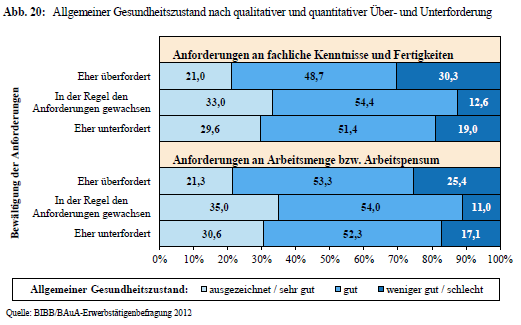 Abb. 20: Allgemeiner Gesundheitszustand nach qualitativer und quantitativer Über- und Unterforderung
Bewältigung der Anforderungen
Anforderungen an fachliche Kenntnisse und Fertigkeiten
Eher überfordert 21,0 48,7 30,3
In der Regel den
Anforderungen gewachsen 33,0 54,4 12,6
Eher unterfordert 29,6 51,4 19,0
Anforderungen an Arbeitsmenge bzw. Arbeitspensum
Eher überfordert 21,3 53,3 25,4
In der Regel den
Anforderungen gewachsen 35,0 54,0 11,0
Eher unterfordert 30,6 52,3 17,1
0% 10% 20% 30% 40% 50% 60% 70% 80% 90% 100%
Allgemeiner Gesundheitszustand: ausgezeichnet / sehr gut gut weniger gut / schlecht
Quelle: BIBB/BAuA-Erwerbstätigenbefragung 2012